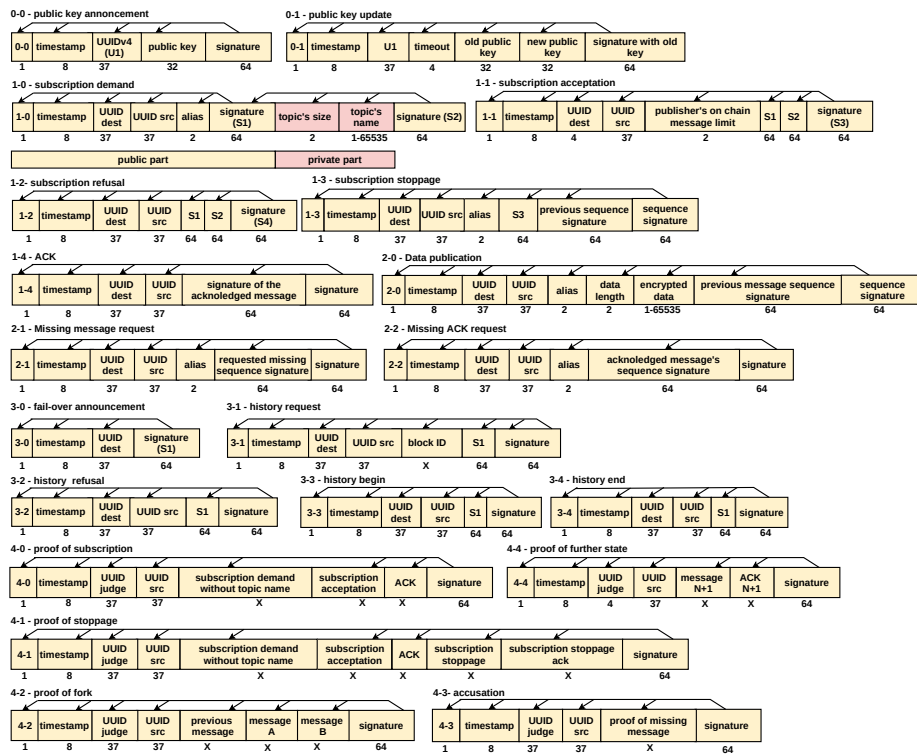 0-0 - public key annoncement
0-1 - public key update
0-0 timestamp UUIDv4 (U1) public key signature
1 8 37 32 64
0-1 timestamp U1 timeout old public key new public key signature with old key
1 8 37 4 32 32 64
1-0 - subscription demand
1-0 timestamp UUID dest UUID src alias signature (S1) topic's size topic's name signature (S2)
1 8 37 37 2 64 2 1-65535 64
public part private part
1-1 - subscription acceptation
1-1 timestamp UUID dest UUID src publisher's on chain message limit S1 S2 signature (S3)
1 8 4 37 2 64 64 64
1-2- subscription refusal
1-2 timestamp UUID dest UUID src S1 S2 signature (S4)
1 8 37 37 64 64 64
1-3 - subscription stoppage
1-3 timestamp UUID dest UUID src alias S3 previous sequence signature sequence signature
1 8 37 37 2 64 64 64
1-4 - ACK
1-4 timestamp UUID dest UUID src signature of the acknoledged message signature
1 8 37 37 64 64
2-0 - Data publication
2-0 timestamp UUID dest UUID src alias data length encrypted data previous message sequence signature sequence signature
1 8 37 37 2 2 1-65535 64 64
2-1 - Missing message request
2-1 timestamp UUID dest UUID src alias requested missing sequence signature signature
1 8 37 37 2 64 64
2-2 - Missing ACK request
2-2 timestamp UUID dest UUID src alias acknoledged message's sequence signature signature
1 8 37 37 2 64 64
3-0 - fail-over announcement
3-0 timestamp UUID dest signature (S1)
1 8 37 64
3-1 - history request
3-1 timestamp UUID dest UUID src block ID S1 signature
1 8 37 37 X 64 64
3-2 - history refusal
3-2 timestamp UUID dest UUID src S1 signature
1 8 37 37 64 64
3-3 - history begin
3-3 timestamp UUID dest UUID src S1 signature
1 8 37 37 64 64
3-4 - history end
3-4 timestamp UUID dest UUID src S1 signature
1 8 37 37 64 64
4-0 - proof of subscription
4-0 timestamp UUID judge UUID src subscription demand without topic name subscription acceptation ACK signature
1 8 37 37 X X X 64
4-4 - proof of further state
4-4 timestamp UUID judge UUID src message N+1 ACK N+1 signature
1 8 4 37 X X 64
4-1 - proof of stoppage
4-1 timestamp UUID judge UUID src subscription demand without topic name subscription acceptation ACK subscription stoppage subscription stoppage ack signature
1 8 37 37 X X X X X 64
4-2 - proof of fork
4-2 timestamp UUID judge UUID src previous message message A message B signature
1 8 37 37 X X X 64
4-3- accusation
4-3 timestamp UUID judge UUID src proof of missing message signature
1 8 37 37 X 64